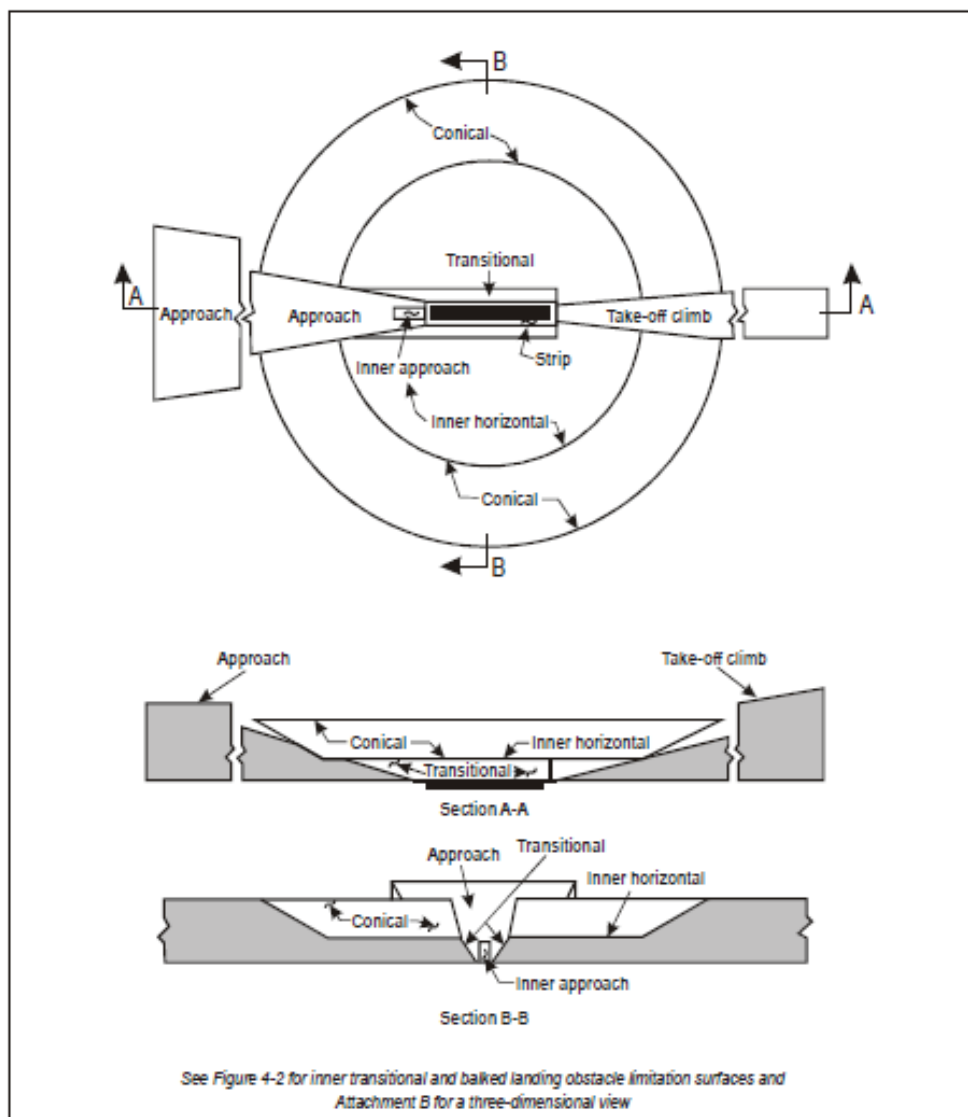 B
Conical
Transitional
A
A
Approach
Approach
Take-off climb
Inner approach
Strip
Inner horizontal
Conical
B
Approach
Take-off climb
Conical
Inner horizontal
Transitional
Section A-A
Transitional
Approach
Inner horizontal
Conical
Inner approach
Section B-B
See Figure 4-2 for inner transitional and balked landing obstacle limitation surfaces and
Attachment B for a three-dimensional view